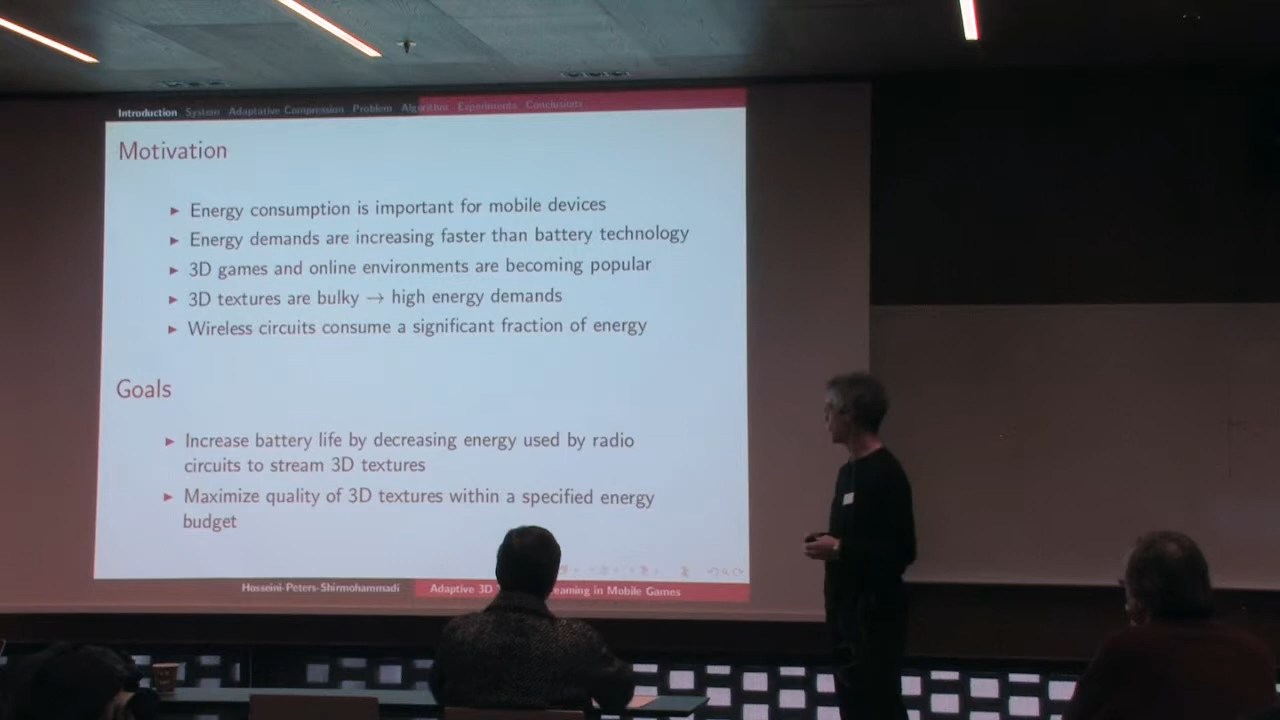 Introduction System Adaptative Compression Problem Algorithm Experiments Conclusions
Motivation
Energy consumption is important for mobile devices
Energy demands are increasing faster than battery technology
3D games and online environments are becoming popular
3D textures are bulky → high energy demands
Wireless circuits consume a significant fraction of energy
Goals
Increase battery life by decreasing energy used by radio
circuits to stream 3D textures
Maximize quality of 3D textures within a specified energy
budget
Hosseini-Peters-Shirmohammadi
Adaptive 3D in Mobile Games